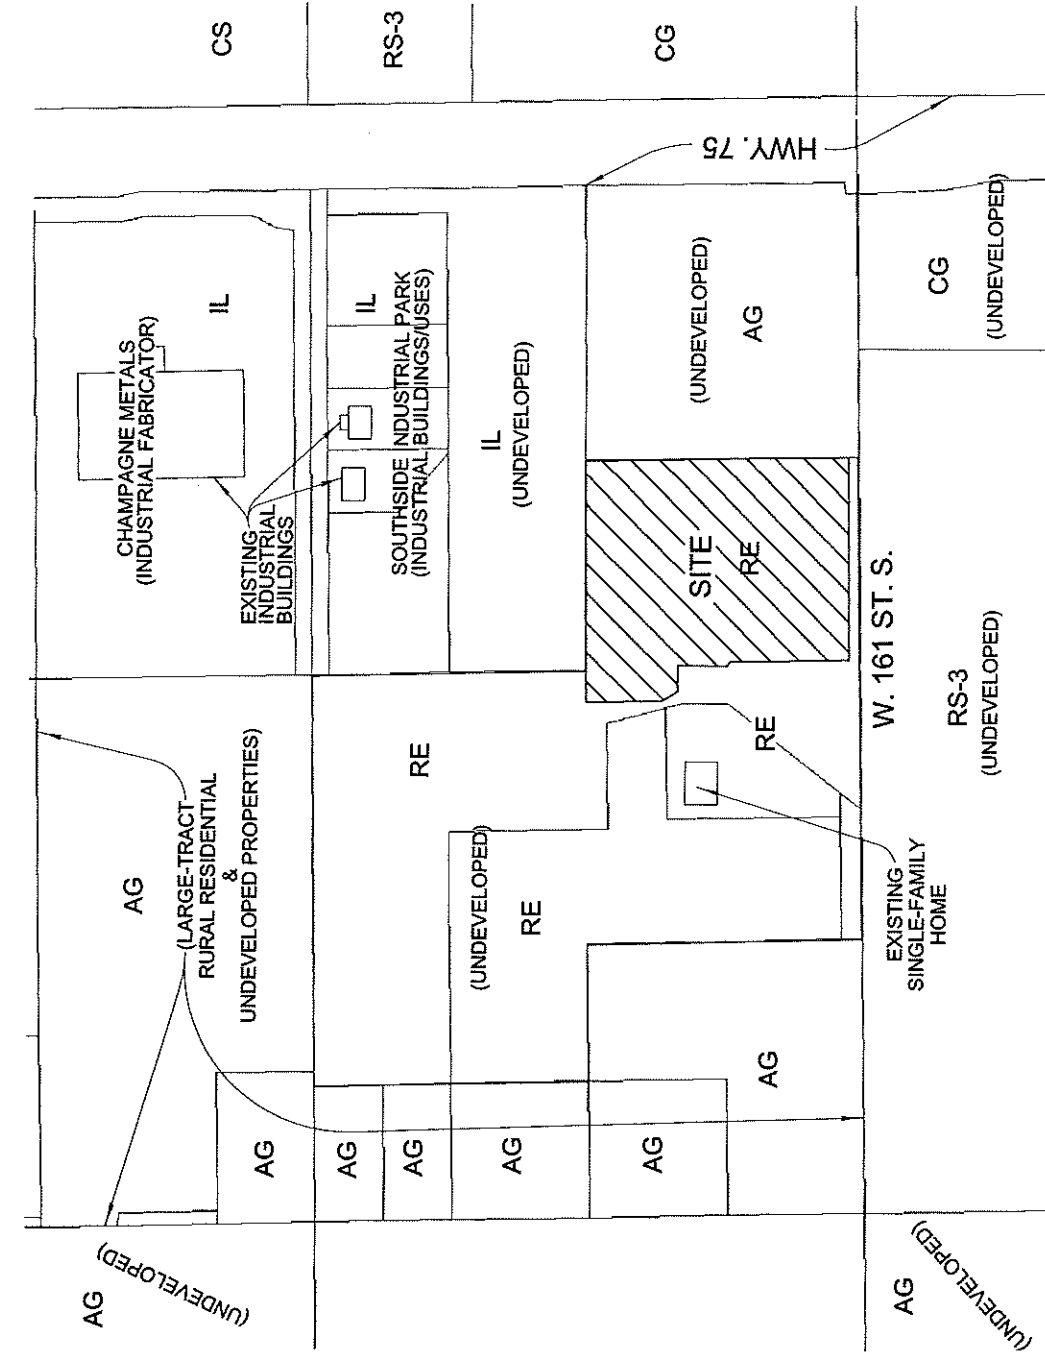 AG
(UNDEVELOPED)
AG
(LARGE-TRACT
RURAL RESIDENTIAL
&
UNDEVELOPED PROPERTIES)
CHAMPAGNE METALS
(INDUSTRIAL FABRICATOR)
IL
CS
EXISTING
INDUSTRIAL
BUILDINGS
AG
AG
AG
AG
AG
RE
IL
SOUTHSIDE INDUSTRIAL PARK
(INDUSTRIAL BUILDINGS/USES)
RS-3
(UNDEVELOPED)
RE
IL
(UNDEVELOPED)
AG
RE
SITE
RE
(UNDEVELOPED)
AG
HWY. 75
CG
W. 161 ST. S.
EXISTING
SINGLE-FAMILY
HOME
AG
(UNDEVELOPED)
RS-3
(UNDEVELOPED)
CG
(UNDEVELOPED)